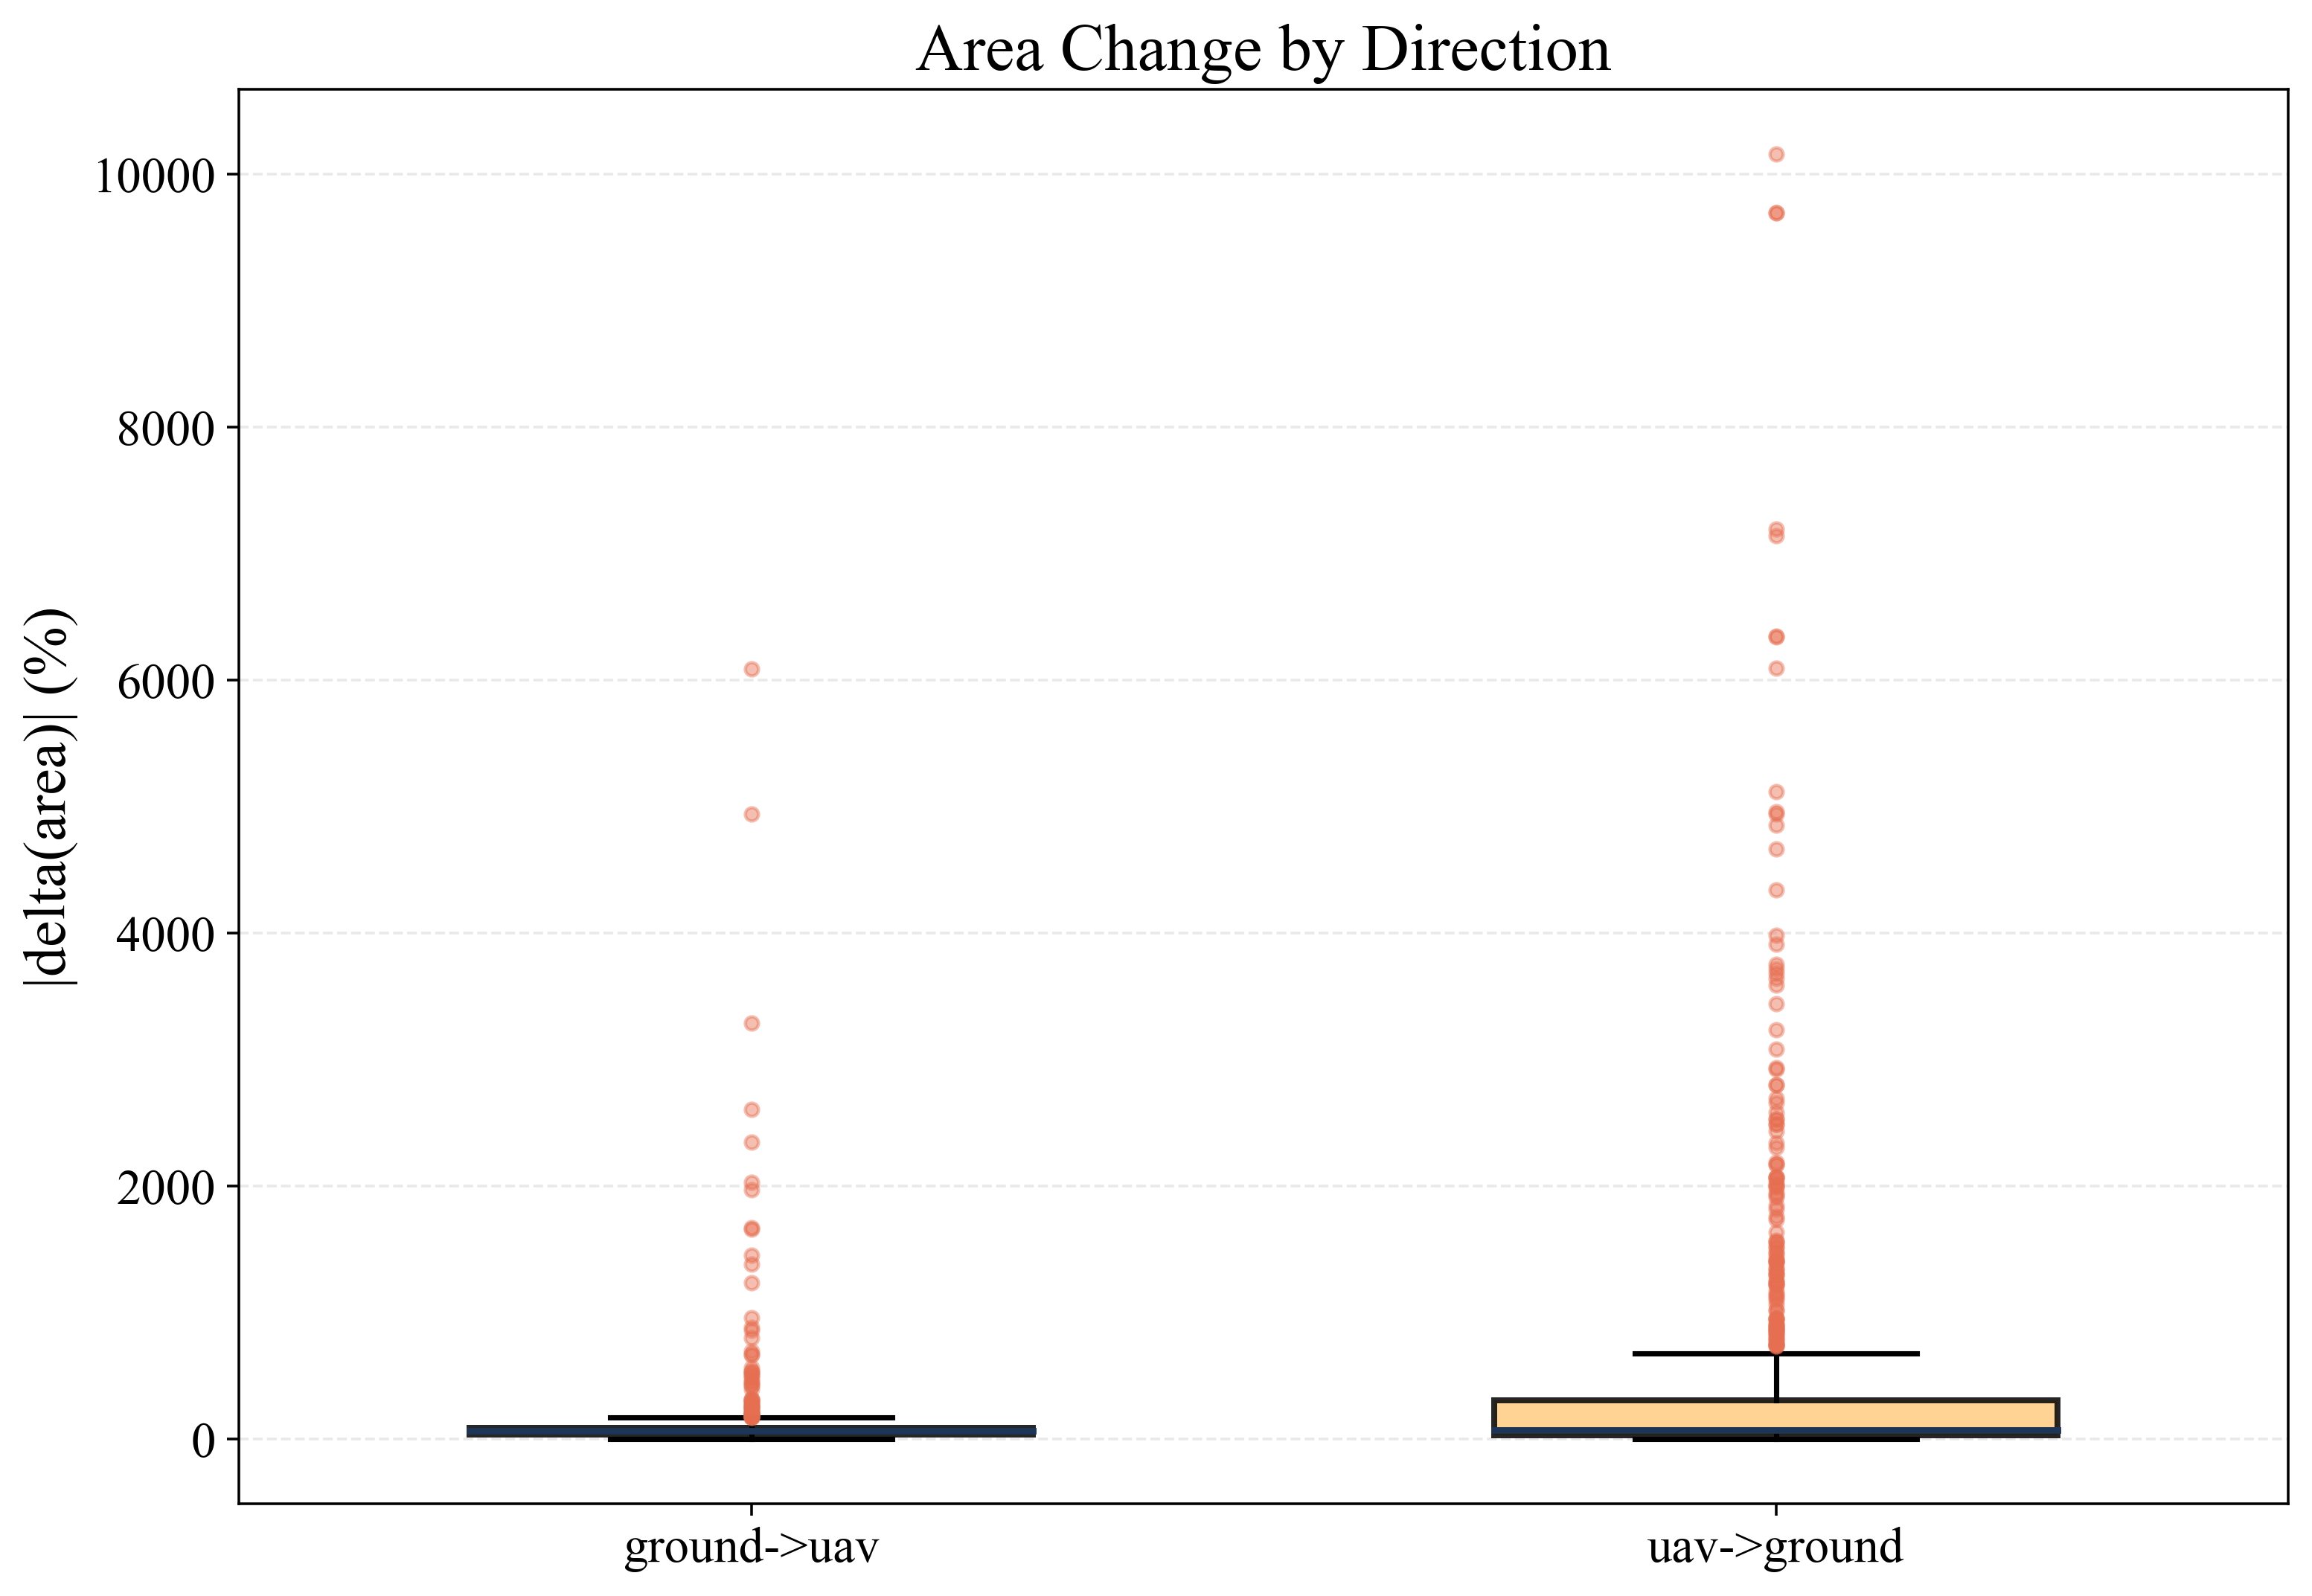 Area Change by Direction
|delta(area)| (%)
10000
8000
6000
4000
2000
0
ground->uav
uav->ground